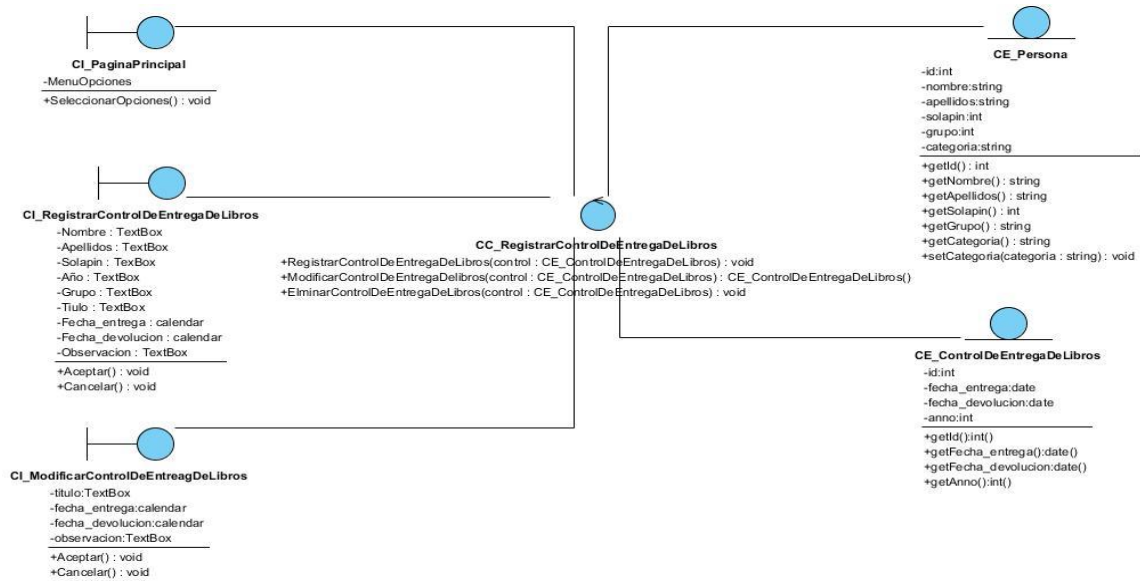 CI_PaginaPrincipal
-MenuOpciones
+SeleccionarOpciones() : void
CI_RegistrarControlDeEntregaDeLibros
-Nombre : TextBox
-Apellidos : TextBox
-Solapin : TexBox
-Año : TextBox
-Grupo : TextBox
-Tiulo : TextBox
-Fecha_entrega : calendar
-Fecha_devolucion : calendar
-Observacion : TextBox
+Aceptar() : void
+Cancelar() : void
CI_ModificarControlDeEntreagDeLibros
-titulo:TextBox
-fecha_entrega:calendar
-fecha_devolucion:calendar
-observacion:TextBox
+Aceptar() : void
+Cancelar() : void
CC_RegistrarControlDeEntregaDeLibros
+RegistrarControlDeEntregaDeLibros(control : CE_ControlDeEntregaDeLibros) : void
+ModificarControlDeEntregaDelibros(control : CE_ControlDeEntregaDeLibros) : CE_ControlDeEntregaDeLibros()
+ElminarControlDeEntregaDeLibros(control : CE_ControlDeEntregaDeLibros) : void
CE_Persona
-id:int
-nombre:string
-apellidos:string
-solapin:int
-grupo:int
-categoria:string
+getId() : int
+getNombre() : string
+getApellidos() : string
+getSolapin() : int
+getGrupo() : string
+getCategoria() : string
+setCategoria(categoria : string) : void
CE_ControlDeEntregaDeLibros
-id:int
-fecha_entrega:date
-fecha_devolucion:date
-anno:int
+getId():int()
+getFecha_entrega():date()
+getFecha_devolucion:date()
+getAnno():int()